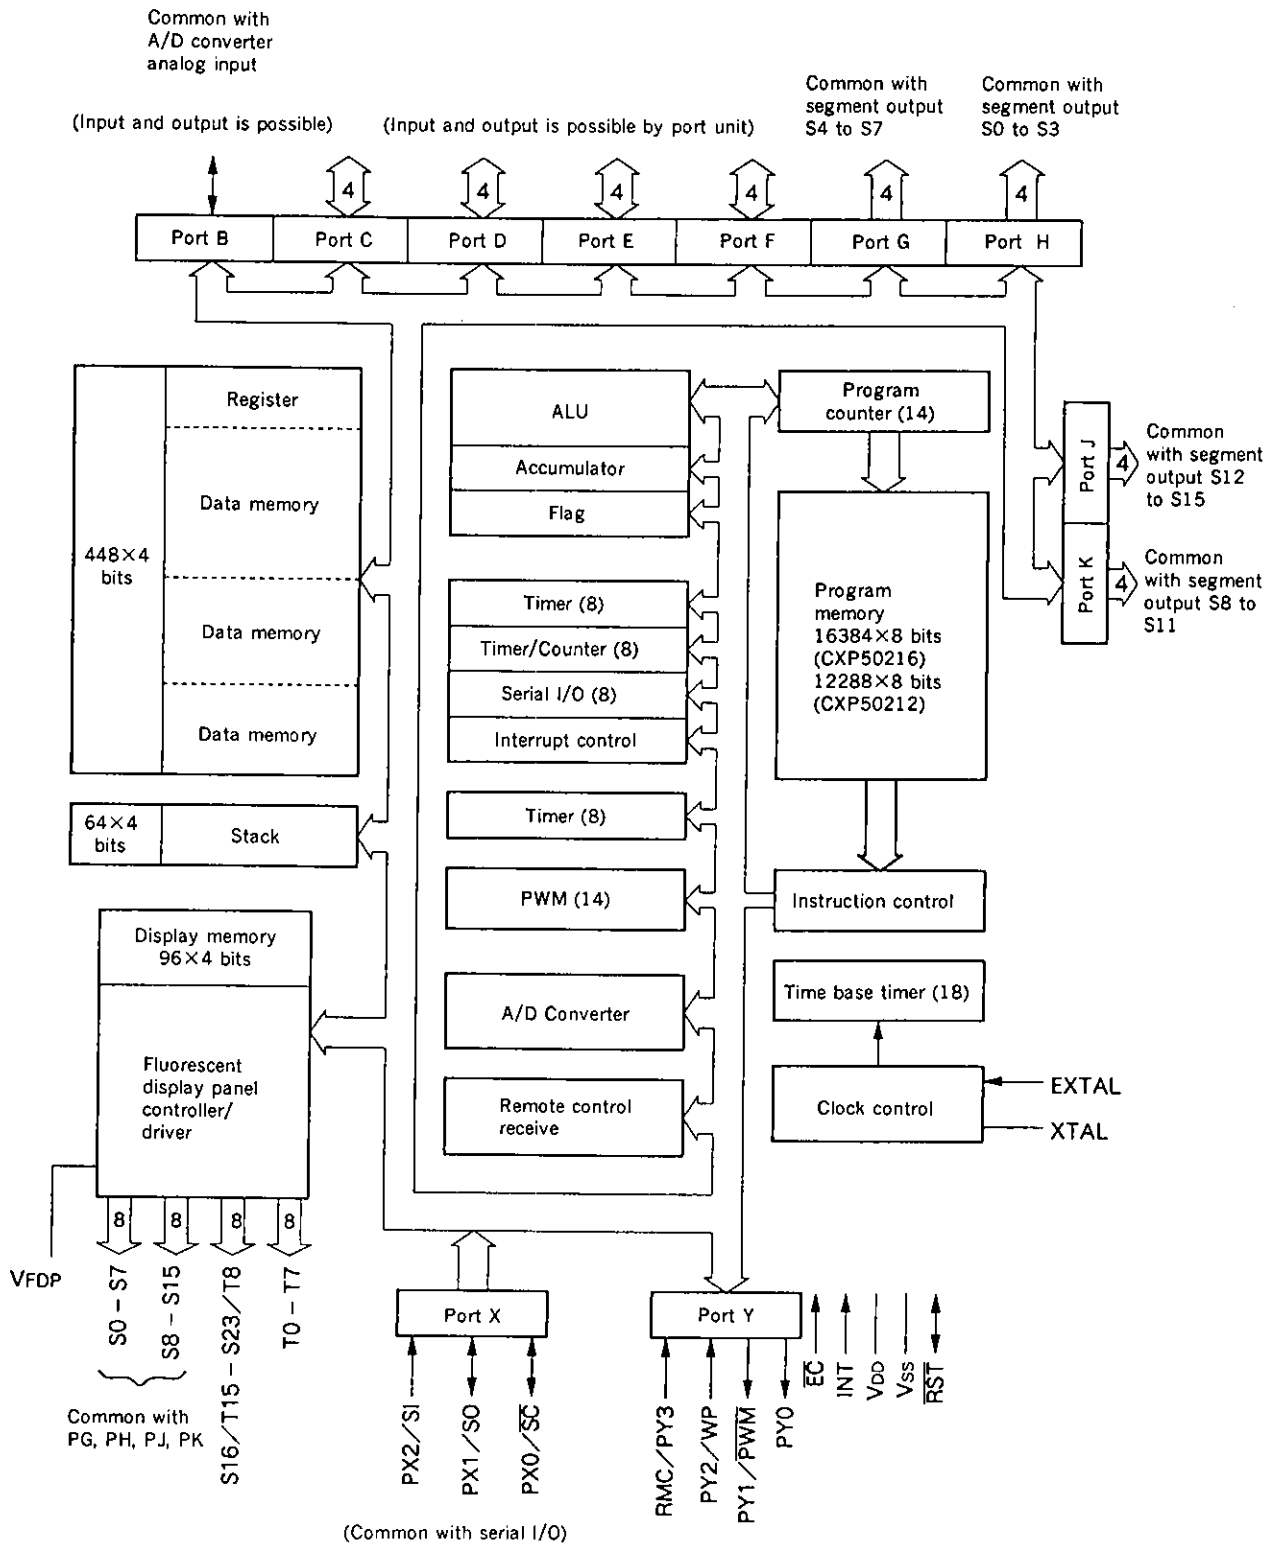 Common with
A/D converter
analog input
(Input and output is possible)
(Input and output is possible by port unit)
Common with
segment output
S4 to S7
Common with
segment output
S0 to S3
4
4
4
4
4
4
Port B
Port C
Port D
Port E
Port F
Port G
Port H
448×4
bits
Register
Data memory
Data memory
Data memory
64×4
bits
Stack
Display memory
96×4 bits
Fluorescent
display panel
controller/
driver
ALU
Accumulator
Flag
Timer (8)
Timer/Counter (8)
Serial I/O (8)
Interrupt control
Timer (8)
PWM (14)
A/D Converter
Remote control
receive
Program
counter (14)
Program
memory
16384×8 bits
(CXP50216)
12288×8 bits
(CXP50212)
Instruction control
Time base timer (18)
Clock control
EXTAL
XTAL
Port J
4
Common
with segment
output S12
to S15
Port K
4
Common
with segment
output S8 to
S11
VFDP
8
8
8
8
S0 – S7
S8 – S15
S16/T15 – S23/T8
T0 – T7
Common with
PG, PH, PJ, PK
Port X
PX2/SI
PX1/SO
PX0/S̅C̅
(Common with serial I/O)
Port Y
RMC/PY3
PY2/WP
PY1/P̅W̅M̅
PY0
E̅C̅
INT
VDD
VSS
R̅S̅T̅